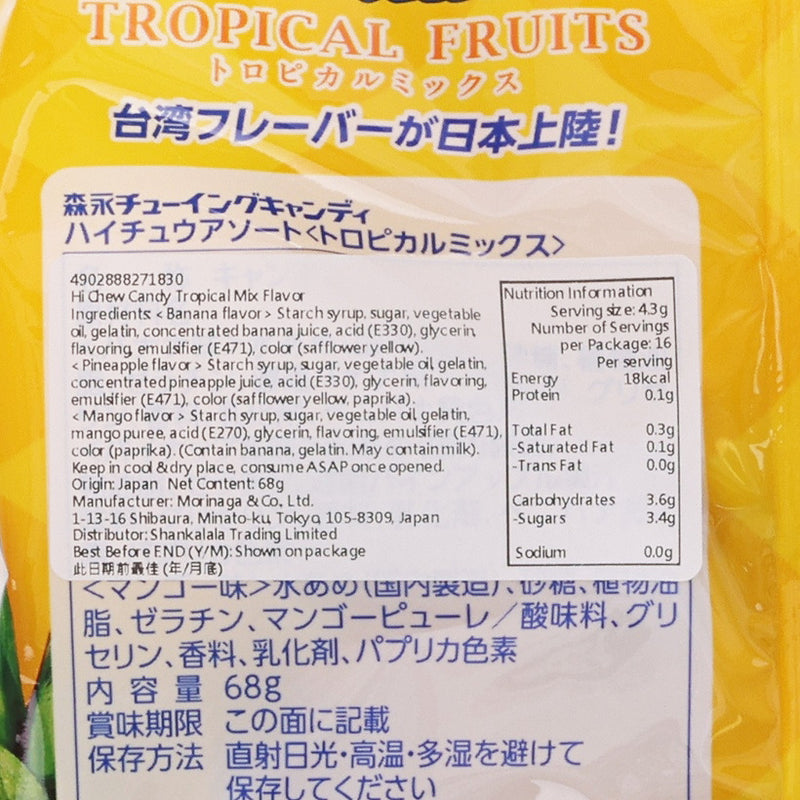 TROPICAL FRUITS
トロピカルミックス
台湾フレーバーが日本上陸!
森永チューイングキャンディ
ハイチュウアソート<トロピカルミックス>
4902888271830
Hi Chew Candy Tropical Mix Flavor
Ingredients: < Banana flavor > Starch syrup, sugar, vegetable
oil, gelatin, concentrated banana juice, acid (E330), glycerin,
flavoring, emulsifier (E471), color (safflower yellow).
< Pineapple flavor > Starch syrup, sugar, vegetable oil, gelatin,
concentrated pineapple juice, acid (E330), glycerin, flavoring,
emulsifier (E471), color (safflower yellow, paprika).
< Mango flavor > Starch syrup, sugar, vegetable oil, gelatin,
mango puree, acid (E270), glycerin, flavoring, emulsifier (E471),
color (paprika). (Contain banana, gelatin. May contain milk).
Keep in cool & dry place, consume ASAP once opened.
Origin: Japan Net Content: 68g
Manufacturer: Morinaga & Co., Ltd.
1-13-16 Shibaura, Minato-ku, Tokyo, 105-8309, Japan
Distributor: Shankalala Trading Limited
Best Before END (Y/M): Shown on package
此日期前最佳 (年/月底)
Nutrition Information
Serving size: 4.3g
Number of Servings
per Package: 16
Per serving
Energy 18kcal
Protein 0.1g
Total Fat 0.3g
-Saturated Fat 0.1g
-Trans Fat 0.0g
Carbohydrates 3.6g
-Sugars 3.4g
Sodium 0.0g
<マンゴー味>水あめ(国内製造)、砂糖、植物油
脂、ゼラチン、マンゴーピューレ/酸味料、グリ
セリン、香料、乳化剤、パプリカ色素
内容量 68g
賞味期限 この面に記載
保存方法 直射日光・高温・多湿を避けて
保存してください